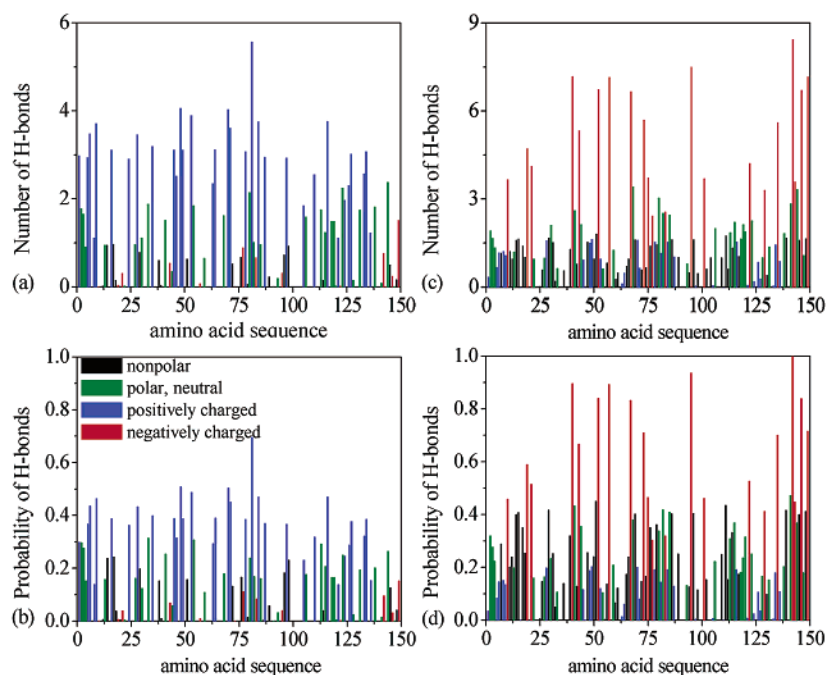 6
4
2
0
Number of H-bonds
(a)
0 25 50 75 100 125 150
amino acid sequence
9
6
3
0
Number of H-bonds
(c)
0 25 50 75 100 125 150
amino acid sequence
1.0
0.8
0.6
0.4
0.2
0.0
Probability of H-bonds
nonpolar
polar, neutral
positively charged
negatively charged
(b)
0 25 50 75 100 125 150
amino acid sequence
1.0
0.8
0.6
0.4
0.2
0.0
Probability of H-bonds
(d)
0 25 50 75 100 125 150
amino acid sequence